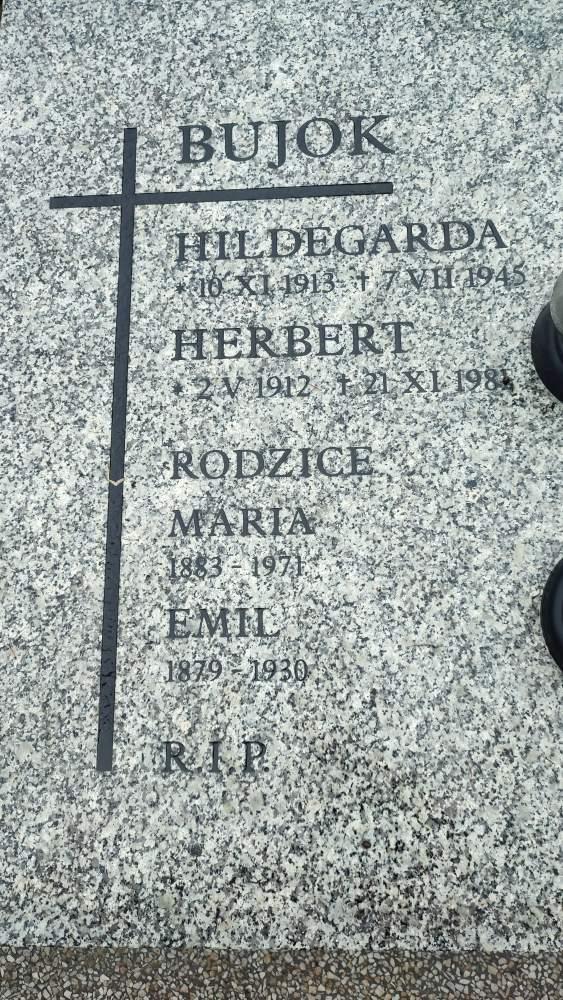 BUJOK
HILDEGARDA
* 10 XI 1913 † 7 VII 1945
HERBERT
* 2 V 1912 † 21 XI 1981
RODZICE
MARIA
1883 - 1971
EMIL
1879 - 1930
R.I.P.